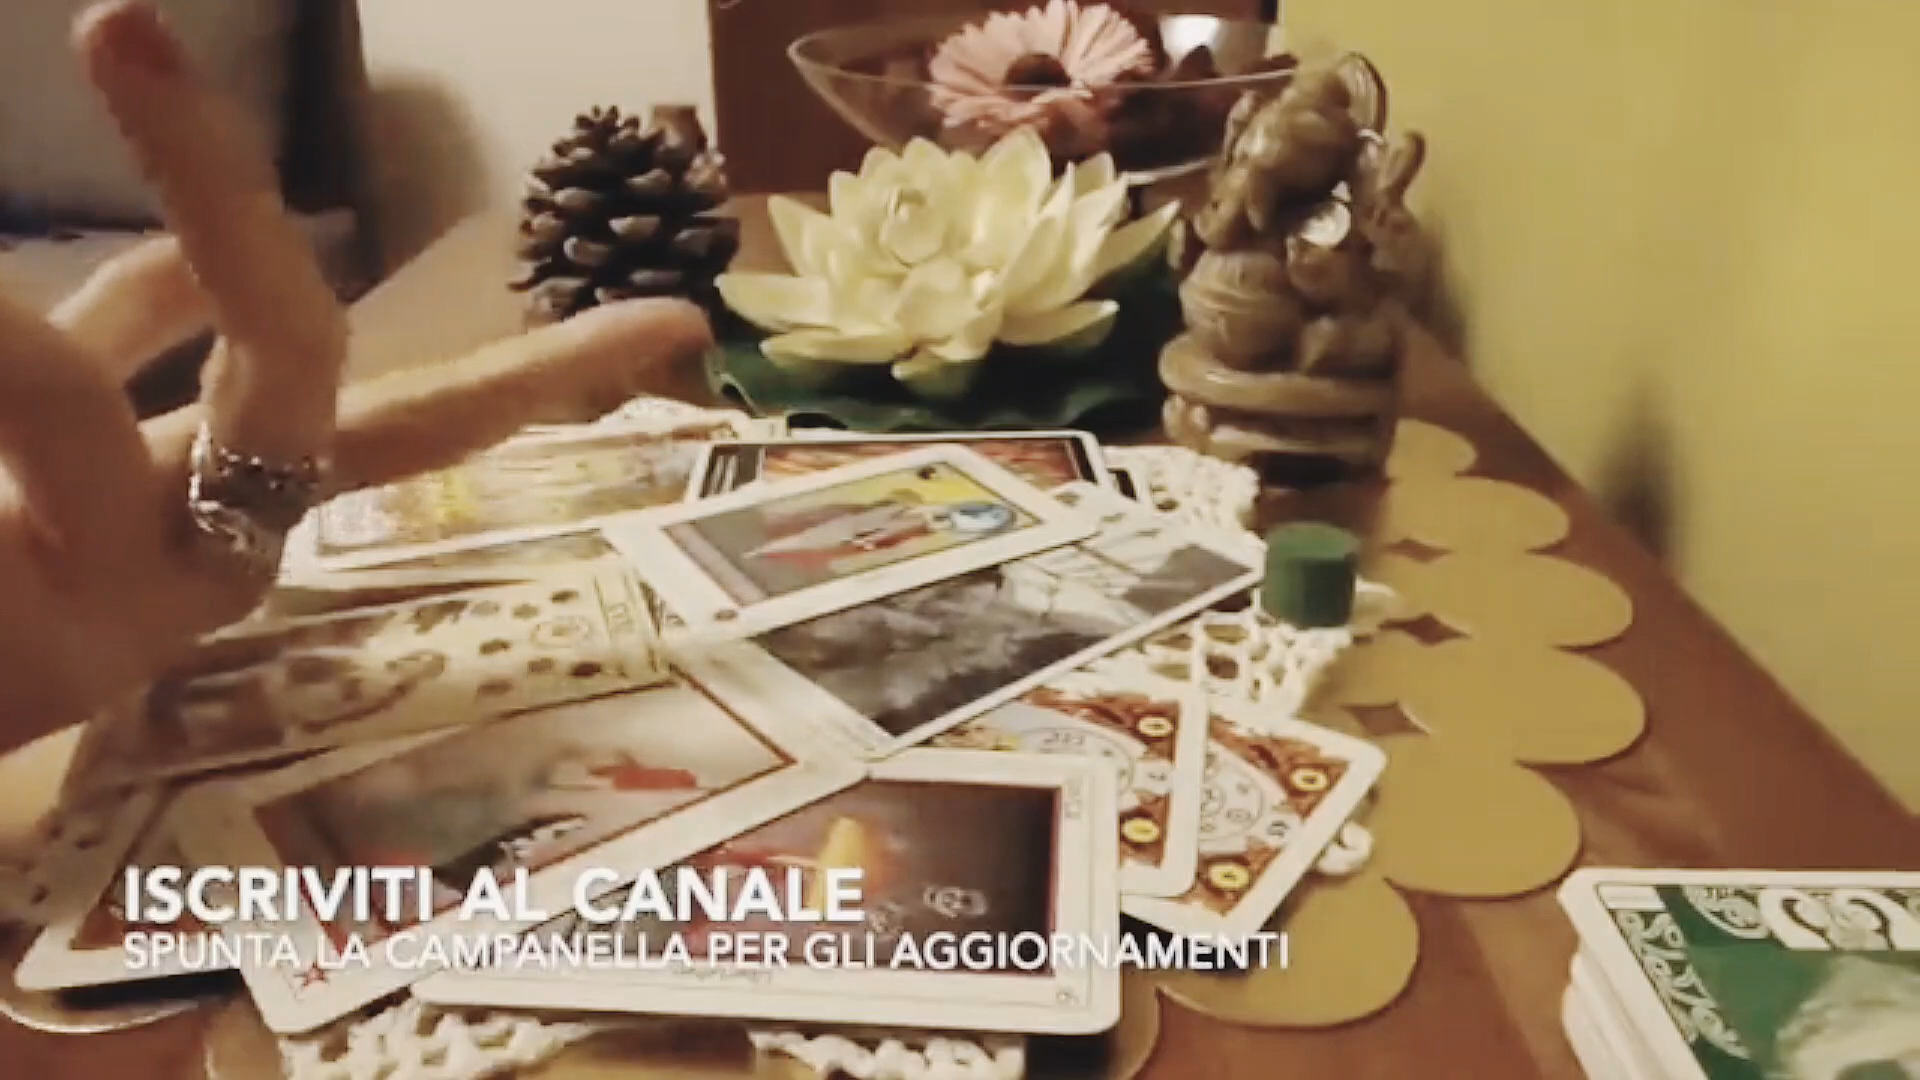 ISCRIVITI AL CANALE
SPUNTA LA CAMPANELLA PER GLI AGGIORNAMENTI